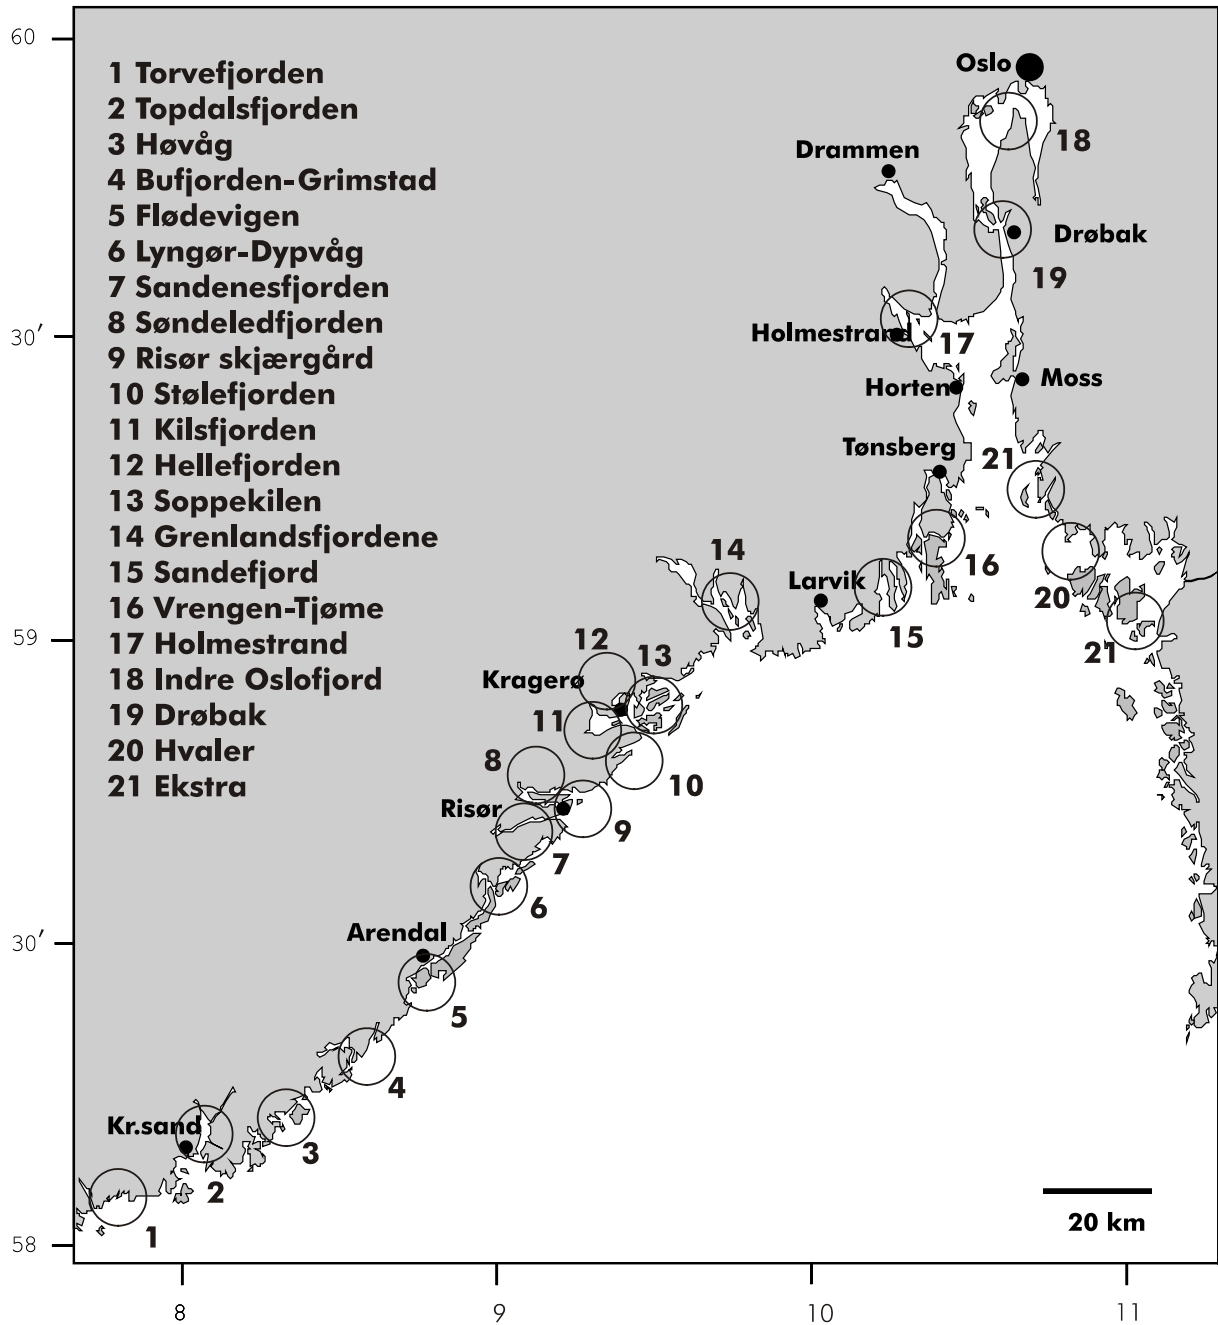 60
1 Torvefjorden
2 Topdalsfjorden
3 Høvåg
4 Bufjorden-Grimstad
5 Flødevigen
6 Lyngør-Dypvåg
7 Sandenesfjorden
8 Søndeledfjorden
9 Risør skjærgård
10 Stølefjorden
11 Kilsfjorden
12 Hellefjorden
13 Soppekilen
14 Grenlandsfjordene
15 Sandefjord
16 Vrengen-Tjøme
17 Holmestrand
18 Indre Oslofjord
19 Drøbak
20 Hvaler
21 Ekstra
Oslo
18
Drammen
Drøbak
19
30′
Holmestrand
17
Horten
Moss
Tønsberg
21
14
16
Larvik
20
15
21
59
12
13
Kragerø
11
8
10
Risør
9
7
6
Arendal
30′
5
4
Kr.sand
3
2
1
20 km
58
8
9
10
11